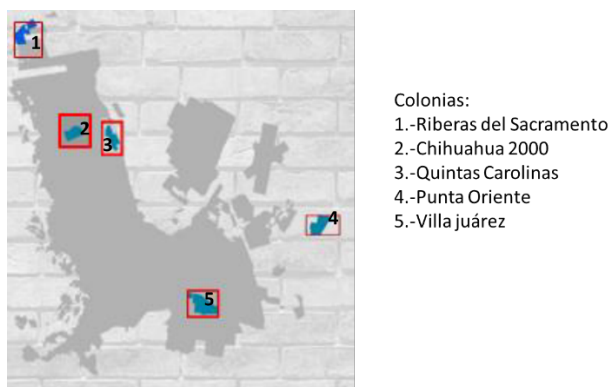 1
2
3
4
5
Colonias:
1.-Riberas del Sacramento
2.-Chihuahua 2000
3.-Quintas Carolinas
4.-Punta Oriente
5.-Villa juárez